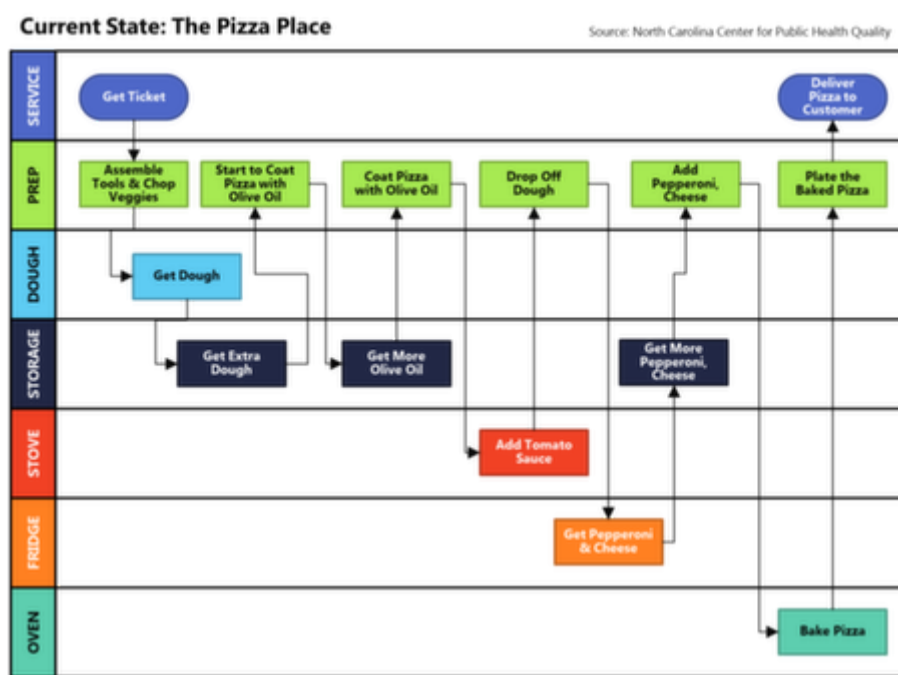 Current State: The Pizza Place
Source: North Carolina Center for Public Health Quality
SERVICE
Get Ticket
Deliver
Pizza to
Customer
PREP
Assemble
Tools & Chop
Veggies
Start to Coat
Pizza with
Olive Oil
Coat Pizza
with Olive Oil
Drop Off
Dough
Add
Pepperoni,
Cheese
Plate the
Baked Pizza
DOUGH
Get Dough
STORAGE
Get Extra
Dough
Get More
Olive Oil
Get More
Pepperoni,
Cheese
STOVE
Add Tomato
Sauce
FRIDGE
Get Pepperoni
& Cheese
OVEN
Bake Pizza